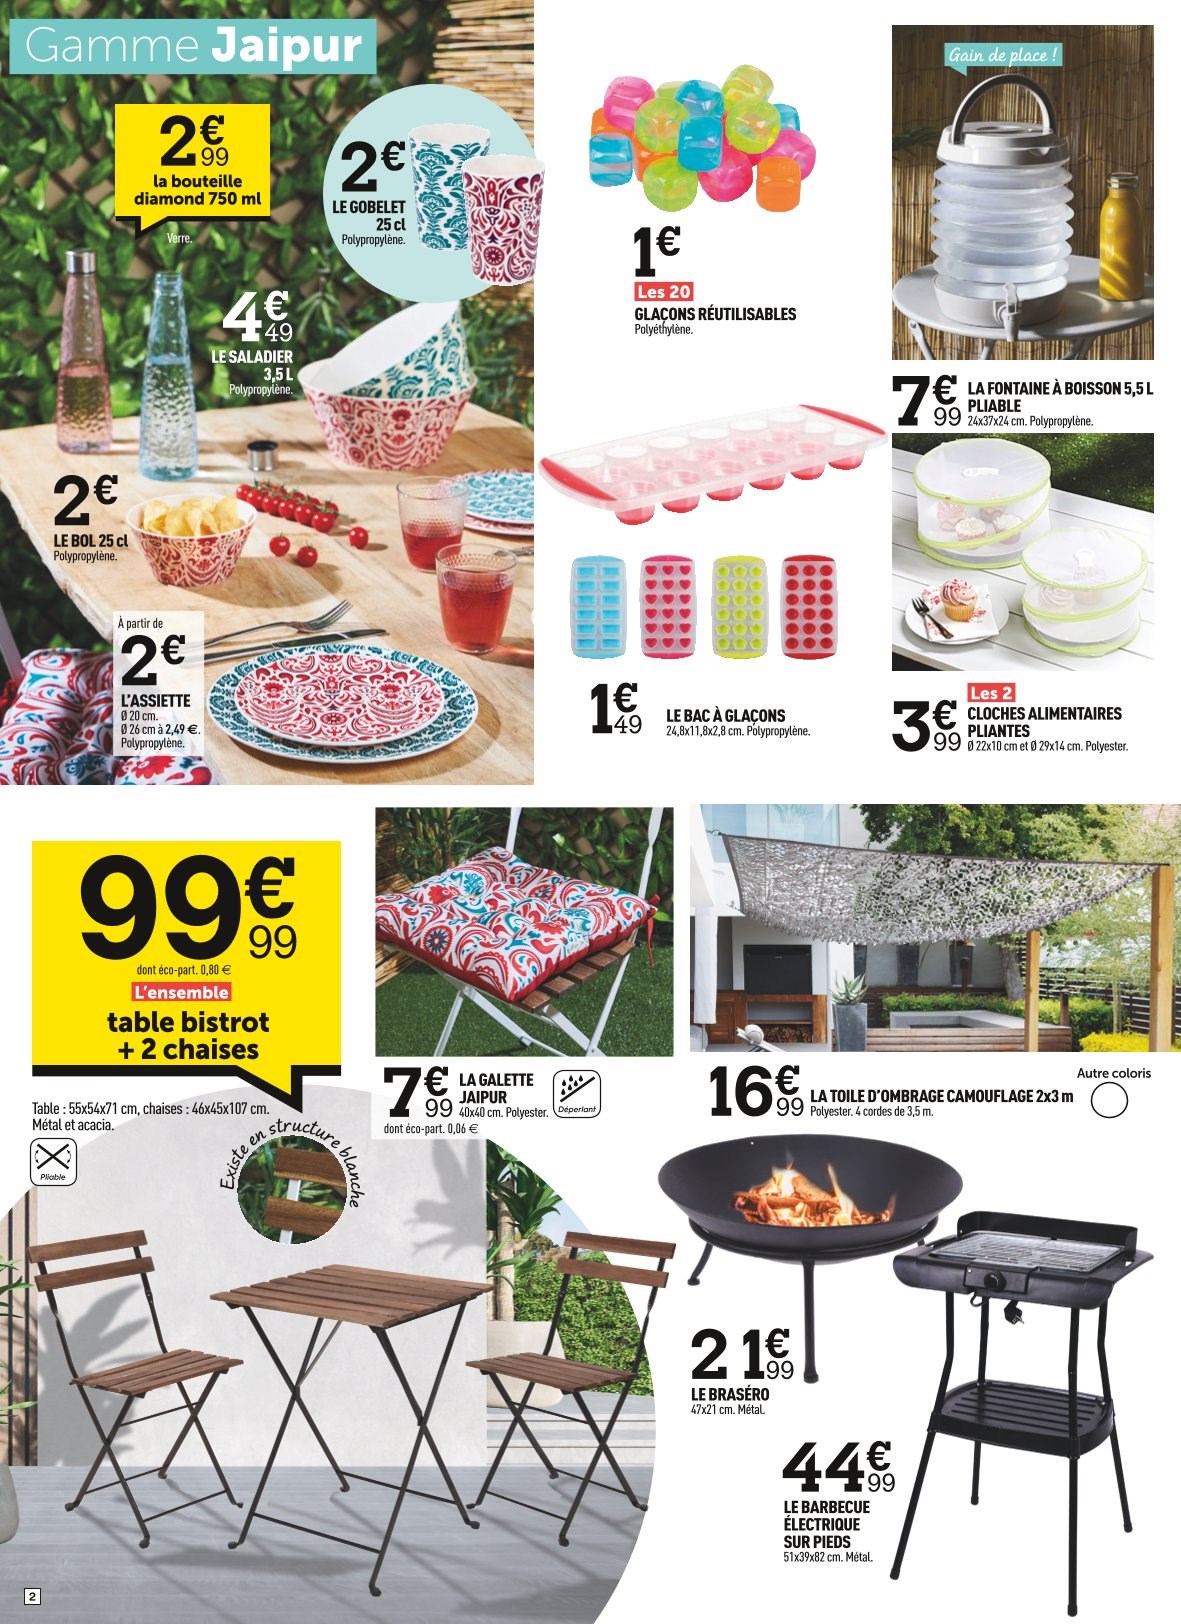 Gamme Jaipur
2€99
la bouteille
diamond 750 ml
Verre.
2€
LE GOBELET
25 cl
Polypropylène.
4€49
LE SALADIER
3,5 L
Polypropylène.
2€
LE BOL 25 cl
Polypropylène.
À partir de
2€
L'ASSIETTE
Ø 20 cm.
Ø 26 cm à 2,49 €.
Polypropylène.
1€
Les 20
GLAÇONS RÉUTILISABLES
Polyéthylène.
1€49
LE BAC À GLAÇONS
24,8x11,8x2,8 cm. Polypropylène.
Gain de place !
7€99
LA FONTAINE À BOISSON 5,5 L
PLIABLE
24x37x24 cm. Polypropylène.
3€99
Les 2
CLOCHES ALIMENTAIRES
PLIANTES
Ø 22x10 cm et Ø 29x14 cm. Polyester.
99€99
dont éco-part. 0,80 €
L'ensemble
table bistrot
+ 2 chaises
Table : 55x54x71 cm, chaises : 46x45x107 cm.
Métal et acacia.
Pliable
Existe en structure blanche
7€99
dont éco-part. 0,06 €
LA GALETTE
JAIPUR
40x40 cm. Polyester.
Déperlant
16€99
LA TOILE D'OMBRAGE CAMOUFLAGE 2x3 m
Polyester. 4 cordes de 3,5 m.
Autre coloris
21€99
LE BRASÉRO
47x21 cm. Métal.
44€99
LE BARBECUE
ÉLECTRIQUE
SUR PIEDS
51x39x82 cm. Métal.
2